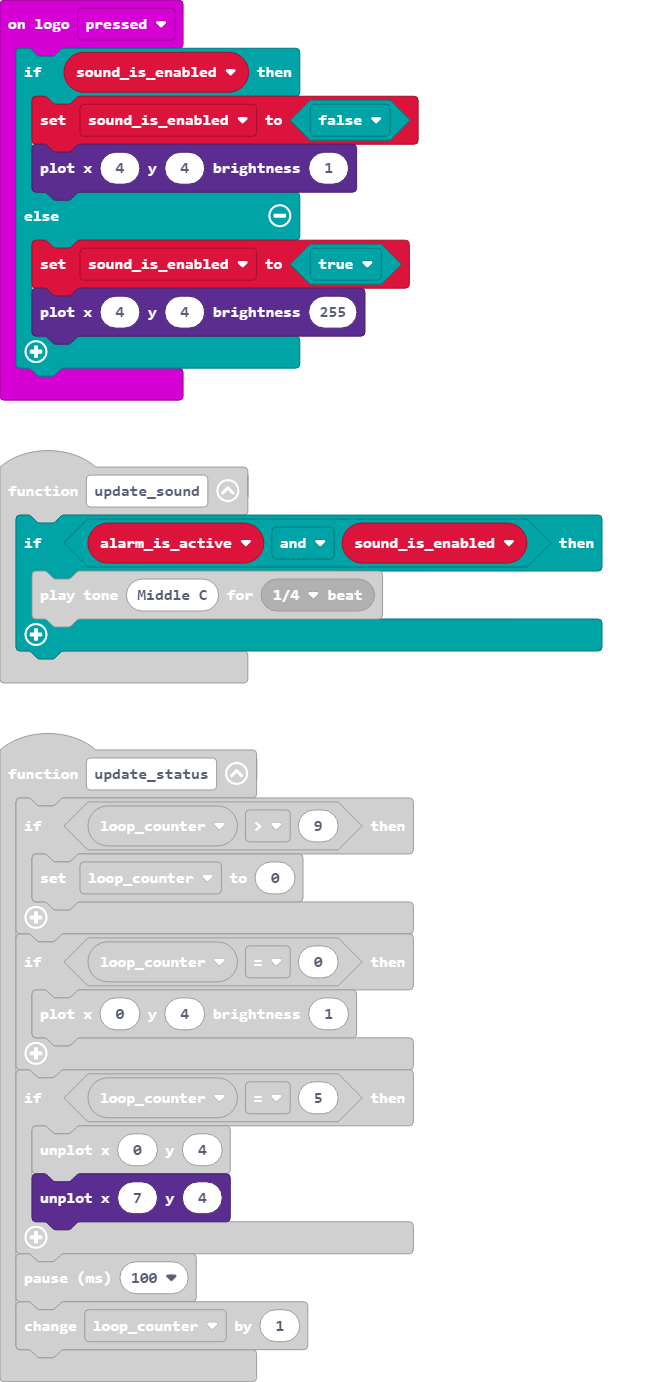 on logo pressed
if sound_is_enabled then
set sound_is_enabled to false
plot x 4 y 4 brightness 1
else
set sound_is_enabled to true
plot x 4 y 4 brightness 255
function update_sound
if alarm_is_active and sound_is_enabled then
play tone Middle C for 1/4 beat
function update_status
if loop_counter > 9 then
set loop_counter to 0
if loop_counter = 0 then
plot x 0 y 4 brightness 1
if loop_counter = 5 then
unplot x 0 y 4
unplot x 7 y 4
pause (ms) 100
change loop_counter by 1